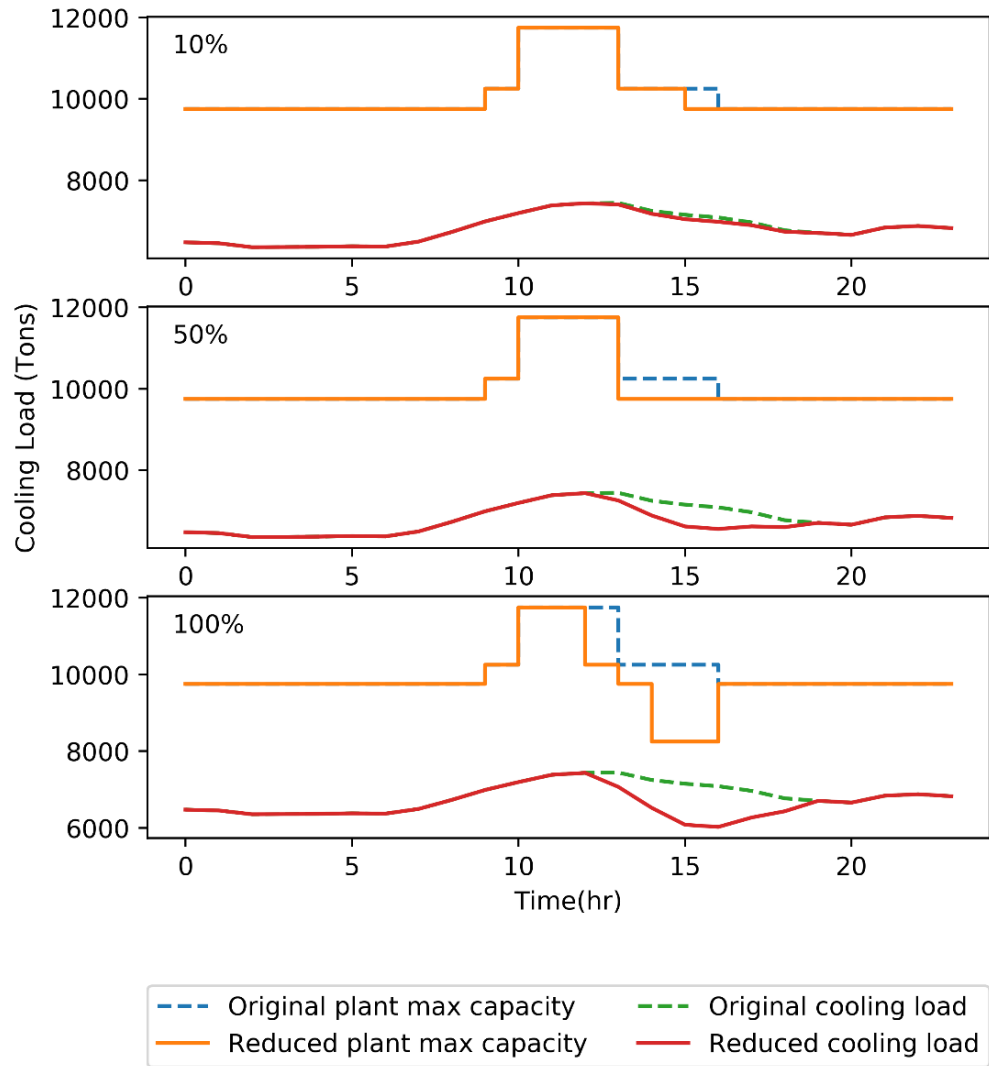 12000
10%
10000
8000
0 5 10 15 20
12000
50%
10000
8000
0 5 10 15 20
12000
100%
10000
8000
6000
0 5 10 15 20
Cooling Load (Tons)
Time(hr)
Original plant max capacity
Original cooling load
Reduced plant max capacity
Reduced cooling load